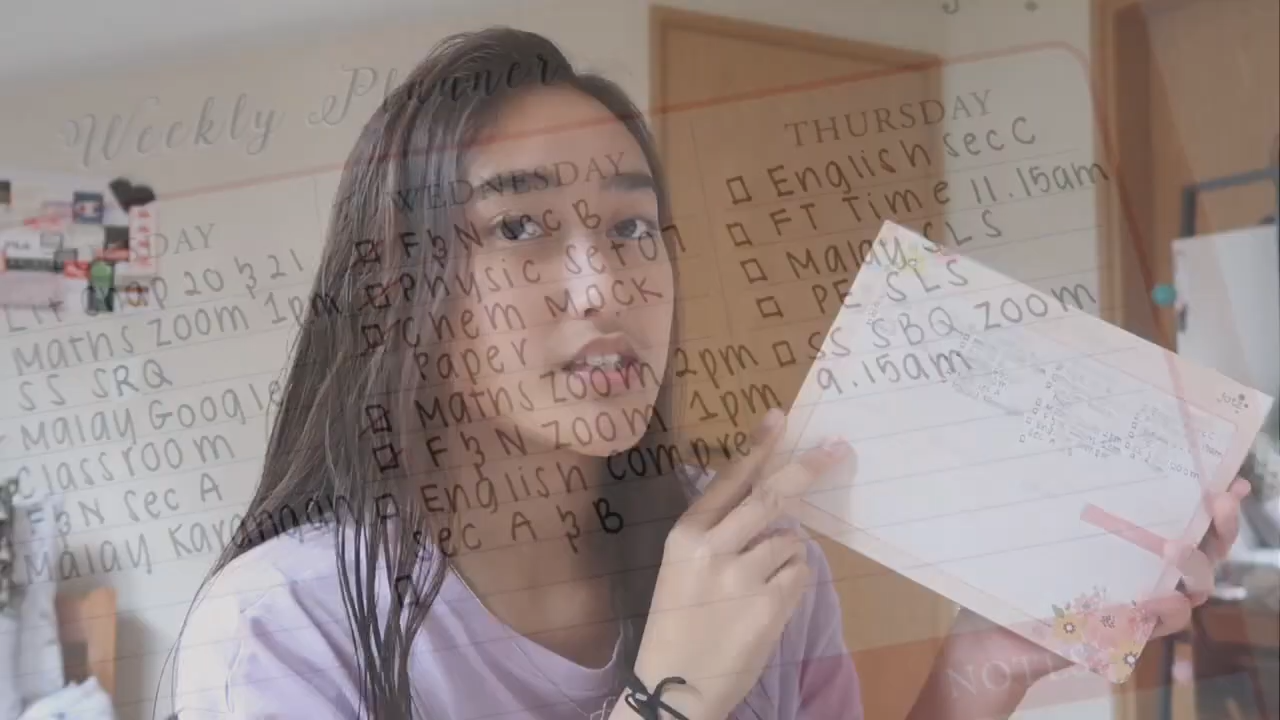 Weekly Planner
DAY
Lit chap 20 & 21
Maths Zoom 1pm
SS SRQ
Malay Google
classroom
F & N sec A
Malay Karangan
WEDNESDAY
F & N sec B
Physic set 07
Chem Mock
Paper
Maths Zoom 2pm
F & N Zoom 1pm
English compre
sec A & B
THURSDAY
English sec C
FT Time 11.15am
Malay SLS
PE SLS
SS SBQ Zoom
9.15am
NOTES